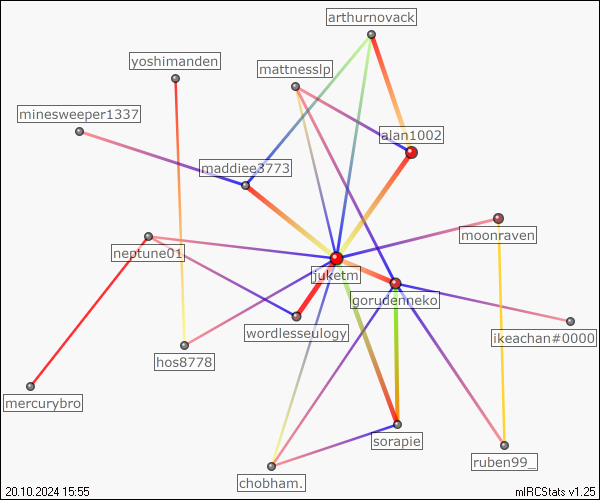 arthurnovack
yoshimanden
mattnesslp
minesweeper1337
alan1002
maddiee3773
moonraven
neptune01
juketm
gorudenneko
wordlesseulogy
ikeachan#0000
hos8778
mercurybro
sorapie
ruben99_
chobham.
20.10.2024 15:55
mIRCStats v1.25